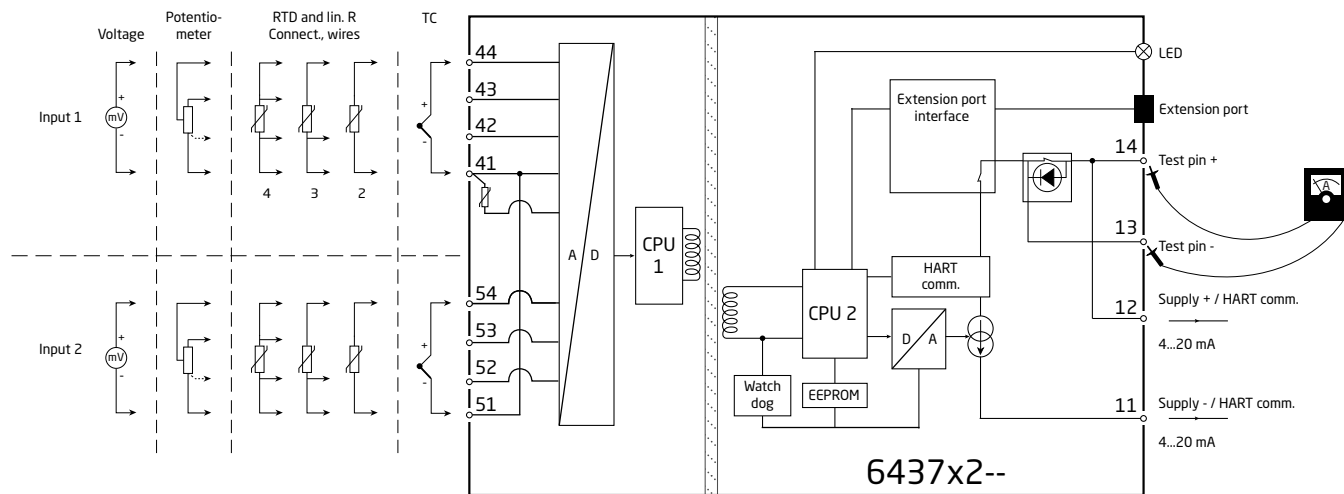 Voltage
Potentio-
meter
RTD and lin. R
Connect., wires
TC
Input 1
+
mV
-
4
3
2
+
-
44
43
42
41
A
D
CPU
1
Input 2
+
mV
-
+
-
54
53
52
51
Extension port
interface
LED
Extension port
14
Test pin +
A
13
Test pin -
HART
comm.
CPU 2
D
A
12
Supply + / HART comm.
4...20 mA
Watch
dog
EEPROM
11
Supply - / HART comm.
4...20 mA
6437x2--